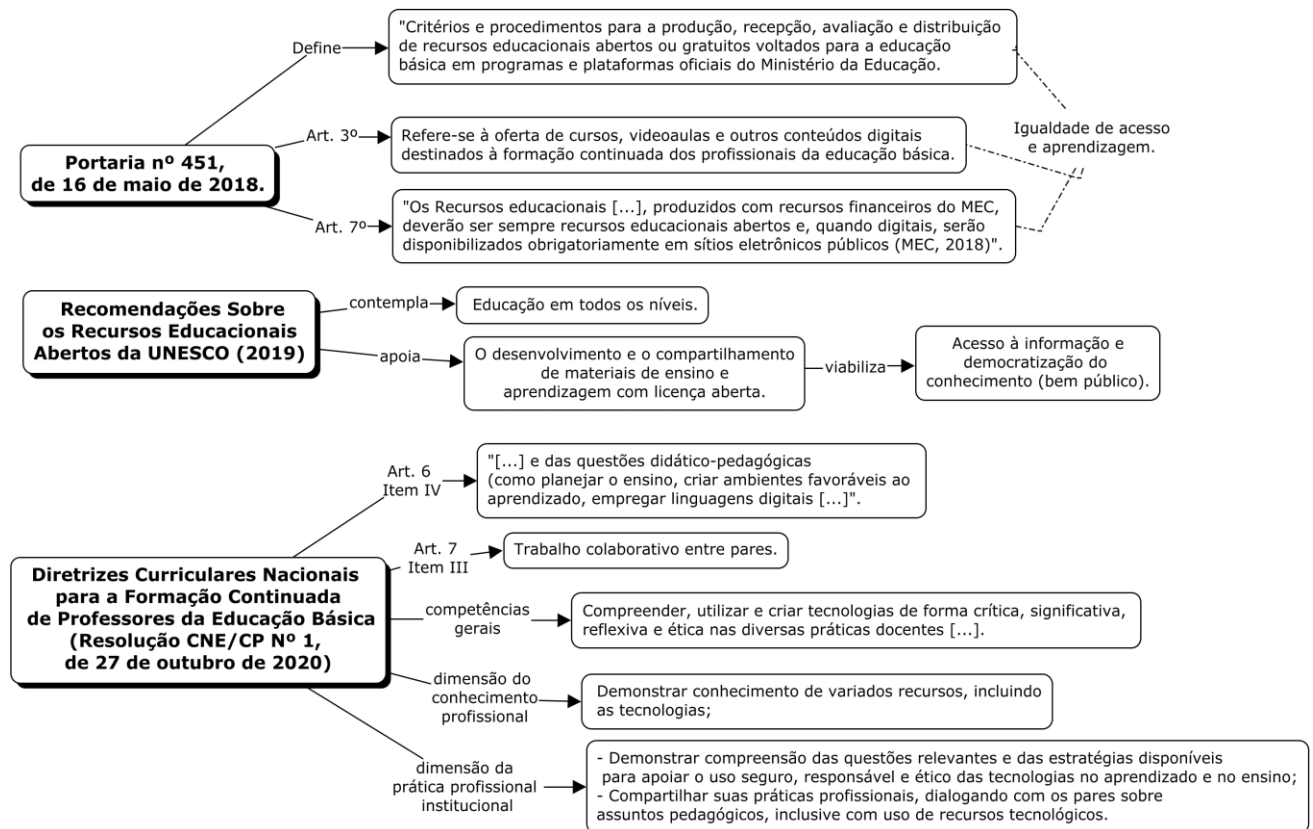 "Critérios e procedimentos para a produção, recepção, avaliação e distribuição
de recursos educacionais abertos ou gratuitos voltados para a educação
básica em programas e plataformas oficiais do Ministério da Educação.
Define
Igualdade de acesso
e aprendizagem.
Art. 3º
Refere-se à oferta de cursos, videoaulas e outros conteúdos digitais
destinados à formação continuada dos profissionais da educação básica.
Portaria nº 451,
de 16 de maio de 2018.
Art. 7º
"Os Recursos educacionais [...], produzidos com recursos financeiros do MEC,
deverão ser sempre recursos educacionais abertos e, quando digitais, serão
disponibilizados obrigatoriamente em sítios eletrônicos públicos (MEC, 2018)".
Recomendações Sobre
os Recursos Educacionais
Abertos da UNESCO (2019)
contempla
Educação em todos os níveis.
apoia
O desenvolvimento e o compartilhamento
de materiais de ensino e
aprendizagem com licença aberta.
viabiliza
Acesso à informação e
democratização do
conhecimento (bem público).
Art. 6
Item IV
"[...] e das questões didático-pedagógicas
(como planejar o ensino, criar ambientes favoráveis ao
aprendizado, empregar linguagens digitais [...]".
Art. 7
Item III
Trabalho colaborativo entre pares.
Diretrizes Curriculares Nacionais
para a Formação Continuada
de Professores da Educação Básica
(Resolução CNE/CP Nº 1,
de 27 de outubro de 2020)
competências
gerais
Compreender, utilizar e criar tecnologias de forma crítica, significativa,
reflexiva e ética nas diversas práticas docentes [...].
dimensão do
conhecimento
profissional
Demonstrar conhecimento de variados recursos, incluindo
as tecnologias;
dimensão da
prática profissional
institucional
- Demonstrar compreensão das questões relevantes e das estratégias disponíveis
para apoiar o uso seguro, responsável e ético das tecnologias no aprendizado e no ensino;
- Compartilhar suas práticas profissionais, dialogando com os pares sobre
assuntos pedagógicos, inclusive com uso de recursos tecnológicos.